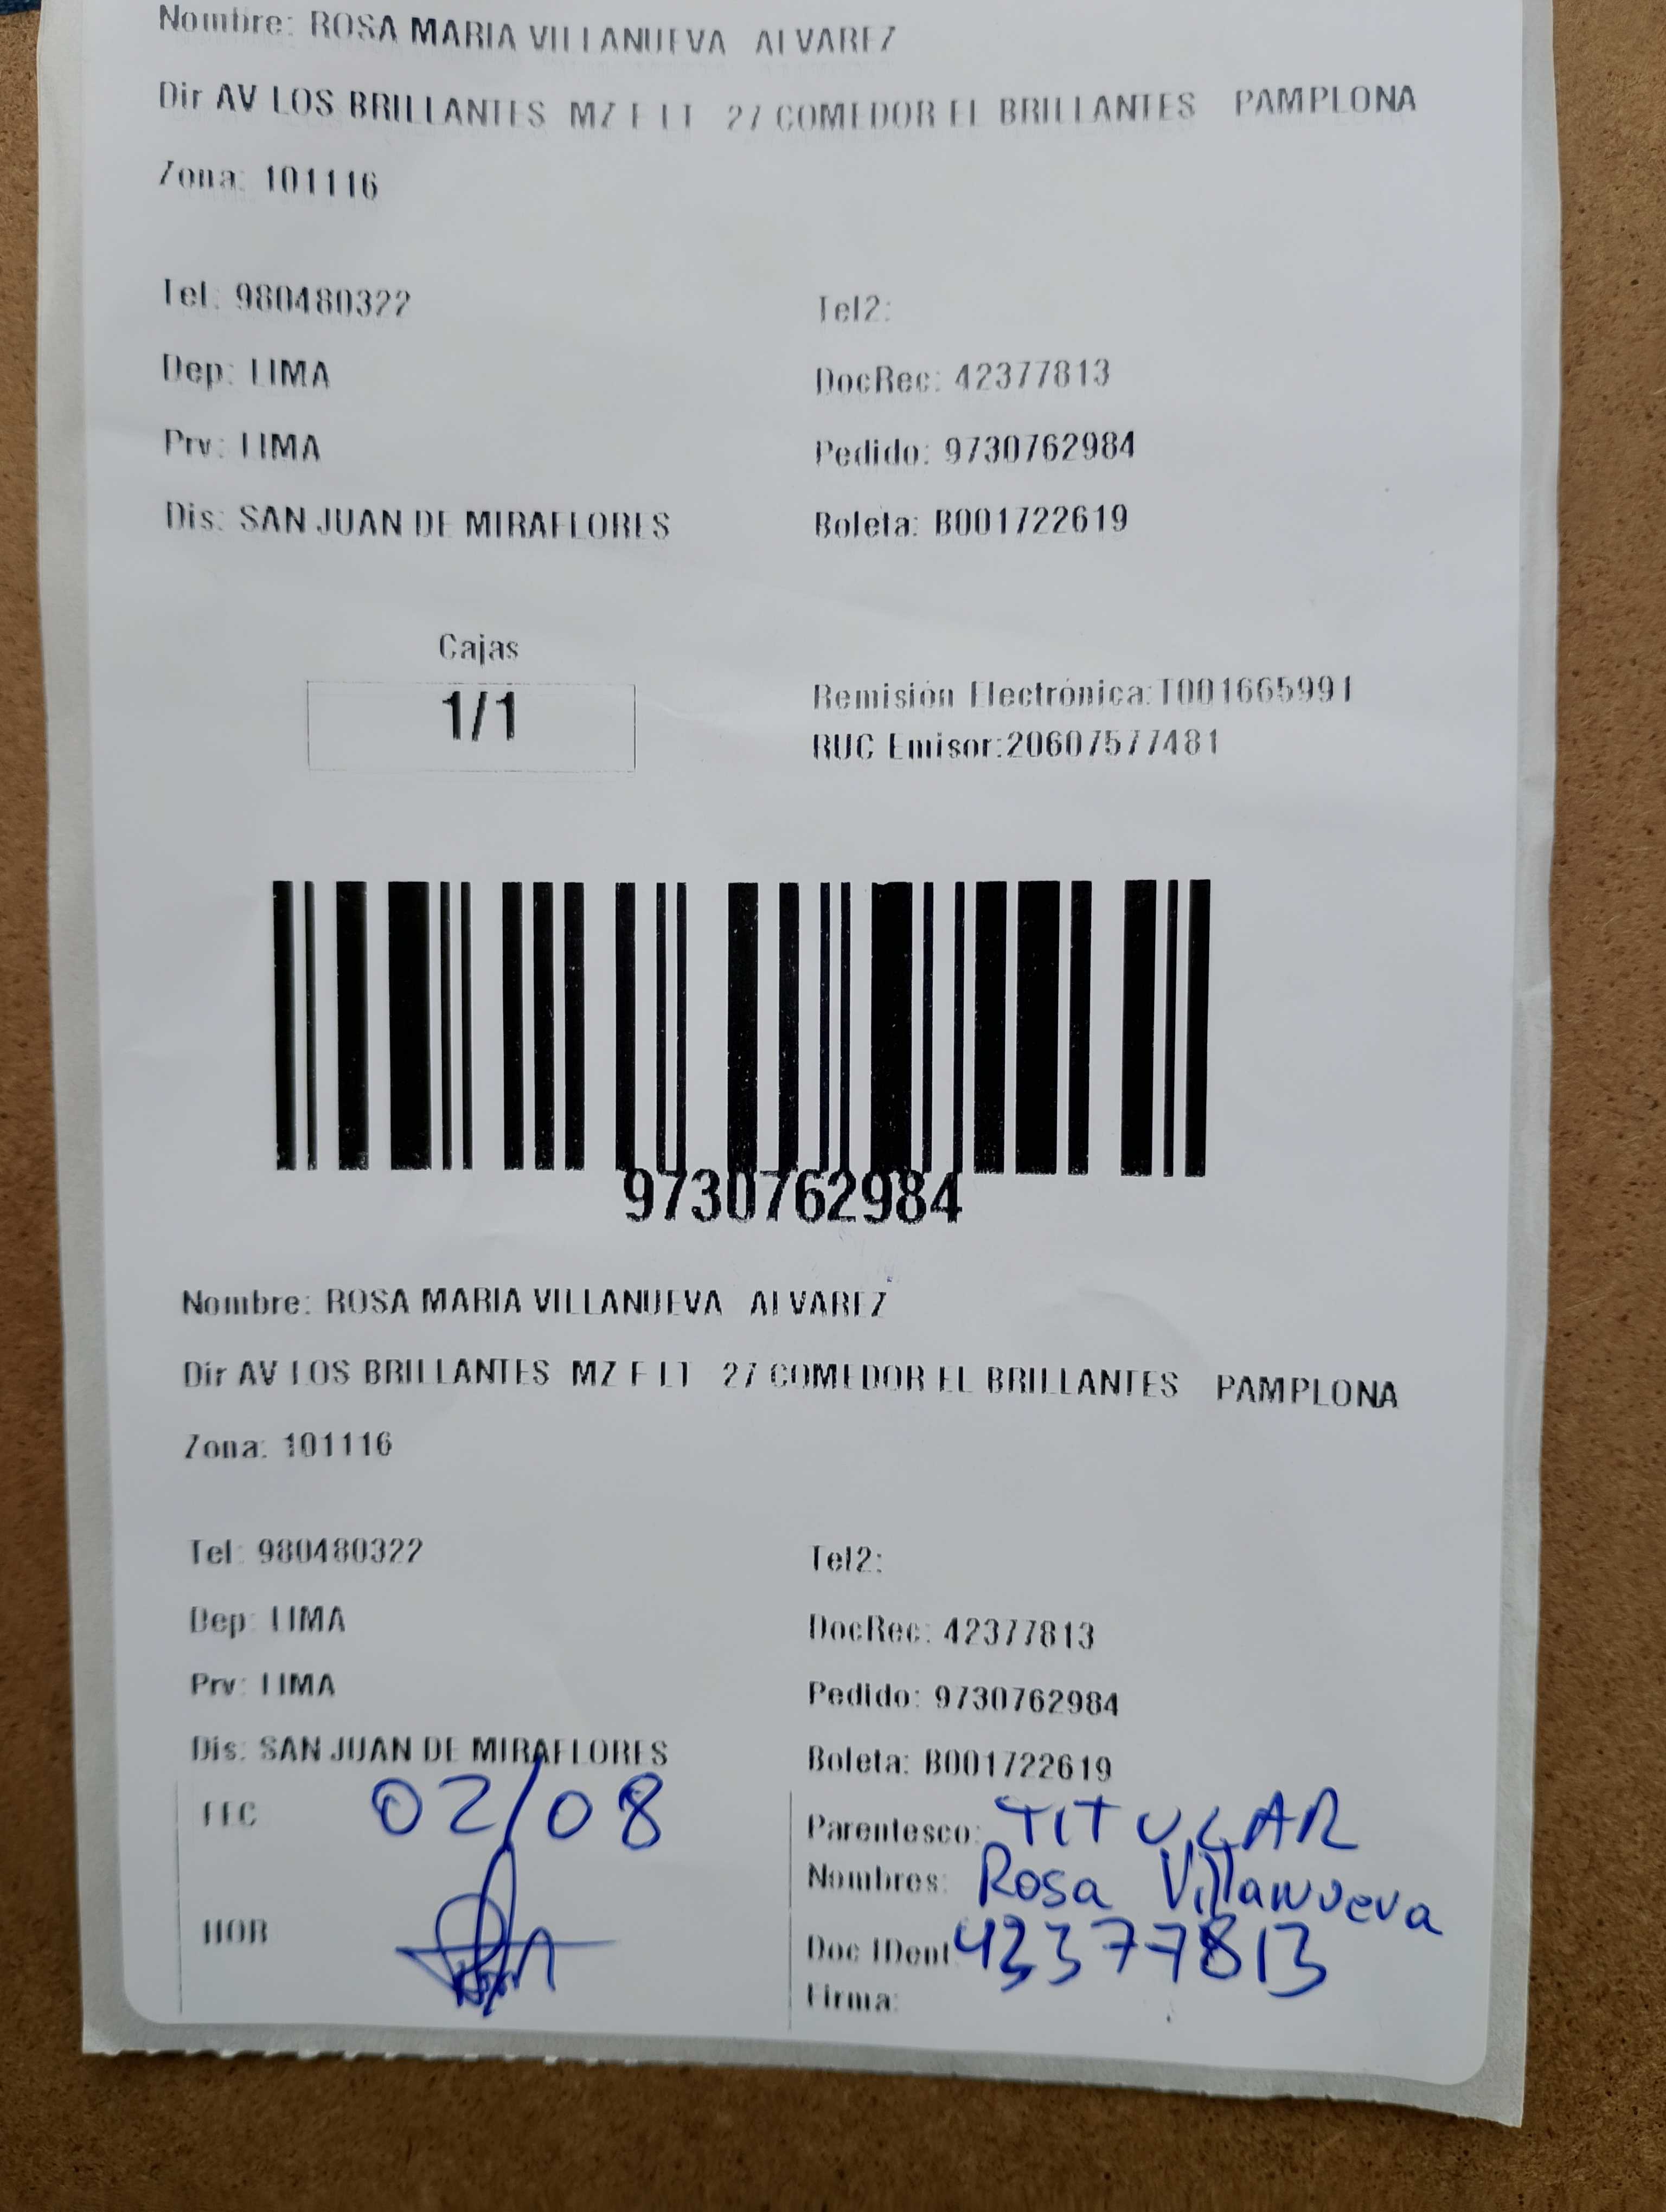 Nombre: ROSA MARIA VILLANUEVA ALVAREZ
Dir AV LOS BRILLANTES MZ F LT 27 COMEDOR EL BRILLANTES PAMPLONA
Zona: 101116
Tel: 980480322 Tel2:
Dep: LIMA DocRec: 42377813
Prv: LIMA Pedido: 9730762984
Dis: SAN JUAN DE MIRAFLORES Boleta: B001722619
Cajas
1/1
Remisión Electrónica:T001665991
RUC Emisor:20607577481
9730762984
Nombre: ROSA MARIA VILLANUEVA ALVAREZ
Dir AV LOS BRILLANTES MZ F LT 27 COMEDOR EL BRILLANTES PAMPLONA
Zona: 101116
Tel: 980480322 Tel2:
Dep: LIMA DocRec: 42377813
Prv: LIMA Pedido: 9730762984
Dis: SAN JUAN DE MIRAFLORES Boleta: B001722619
FEC 02/08 Parentesco: TITULAR
Nombres: Rosa Villanueva
HOR Doc IDent 42377813
Firma: